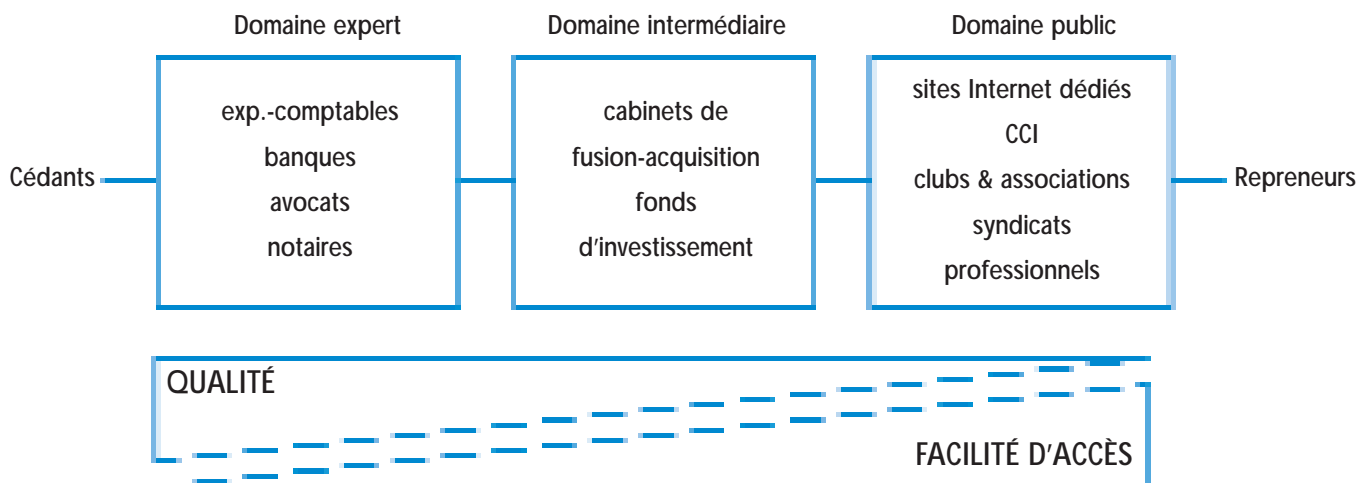 Domaine expert
Domaine intermédiaire
Domaine public
Cédants
exp.-comptables
banques
avocats
notaires
cabinets de
fusion-acquisition
fonds
d'investissement
sites Internet dédiés
CCI
clubs & associations
syndicats
professionnels
Repreneurs
QUALITÉ
FACILITÉ D'ACCÈS